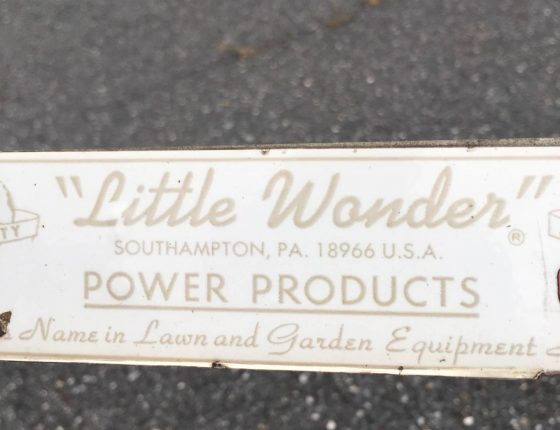 "Little Wonder"®
SOUTHAMPTON, PA. 18966 U.S.A.
POWER PRODUCTS
Name in Lawn and Garden Equipment